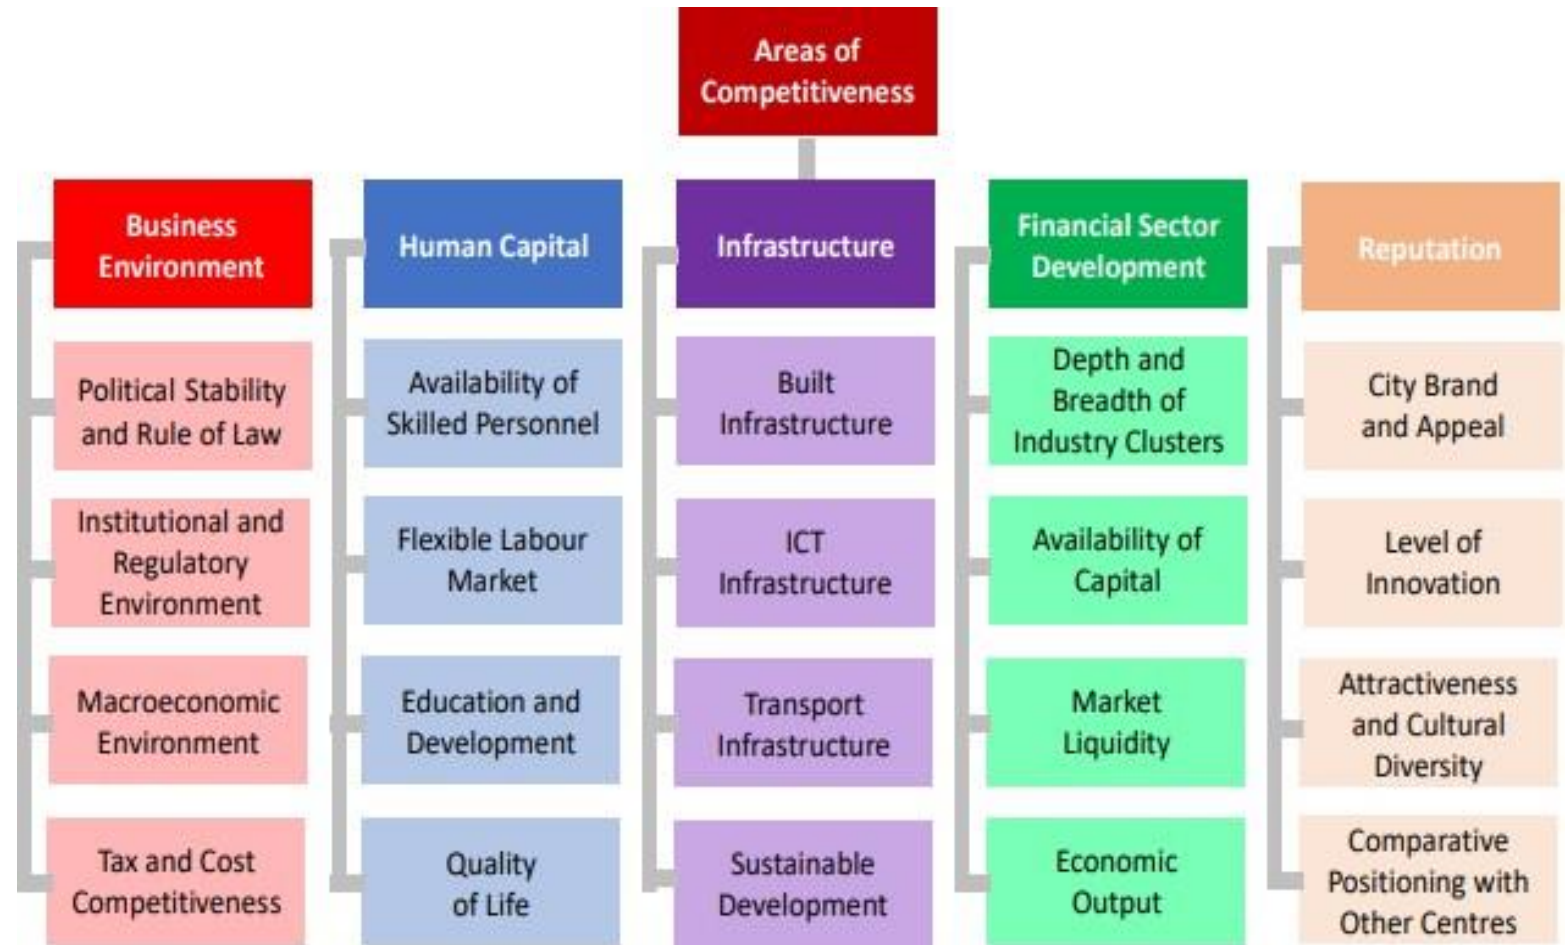 Areas of
Competitiveness
Business
Environment
Human Capital
Infrastructure
Financial Sector
Development
Reputation
Political Stability
and Rule of Law
Availability of
Skilled Personnel
Built
Infrastructure
Depth and
Breadth of
Industry Clusters
City Brand
and Appeal
Institutional and
Regulatory
Environment
Flexible Labour
Market
ICT
Infrastructure
Availability of
Capital
Level of
Innovation
Macroeconomic
Environment
Education and
Development
Transport
Infrastructure
Market
Liquidity
Attractiveness
and Cultural
Diversity
Tax and Cost
Competitiveness
Quality
of Life
Sustainable
Development
Economic
Output
Comparative
Positioning with
Other Centres